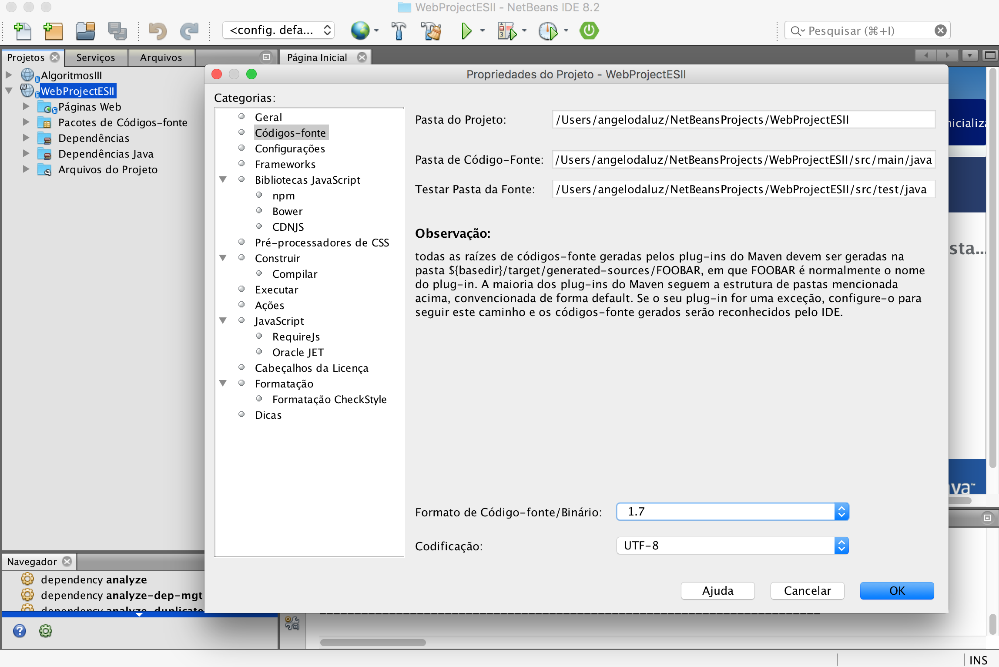 WebProjectESII - NetBeans IDE 8.2
<config. defa...
Pesquisar (⌘+I)
Projetos
Serviços
Arquivos
Página Inicial
AlgoritmosIII
WebProjectESII
Páginas Web
Pacotes de Códigos-fonte
Dependências
Dependências Java
Arquivos do Projeto
Propriedades do Projeto - WebProjectESII
Categorias:
Geral
Códigos-fonte
Configurações
Frameworks
Bibliotecas JavaScript
npm
Bower
CDNJS
Pré-processadores de CSS
Construir
Compilar
Executar
Ações
JavaScript
RequireJs
Oracle JET
Cabeçalhos da Licença
Formatação
Formatação CheckStyle
Dicas
Pasta do Projeto: /Users/angelodaluz/NetBeansProjects/WebProjectESII
Pasta de Código-Fonte: /Users/angelodaluz/NetBeansProjects/WebProjectESII/src/main/java
Testar Pasta da Fonte: /Users/angelodaluz/NetBeansProjects/WebProjectESII/src/test/java
Observação:
todas as raízes de códigos-fonte geradas pelos plug-ins do Maven devem ser geradas na
pasta ${basedir}/target/generated-sources/FOOBAR, em que FOOBAR é normalmente o nome
do plug-in. A maioria dos plug-ins do Maven seguem a estrutura de pastas mencionada
acima, convencionada de forma default. Se o seu plug-in for uma exceção, configure-o para
seguir este caminho e os códigos-fonte gerados serão reconhecidos pelo IDE.
Formato de Código-fonte/Binário: 1.7
Codificação: UTF-8
Ajuda
Cancelar
OK
Navegador
dependency analyze
dependency analyze-dep-mgt
dependency analyze-duplicate
sta...
INS